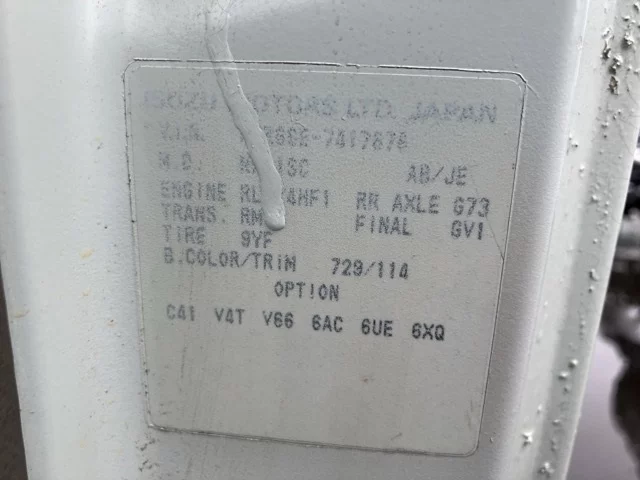 ISUZU MOTORS LTD. JAPAN
V.I.N.
M.O. AB/JE
ENGINE 4HF1 RR AXLE G73
TRANS. FINAL GV1
TIRE 9YF
B.COLOR/TRIM 729/114
OPTION
C41 V4T V66 6AC 6UE 6XQ